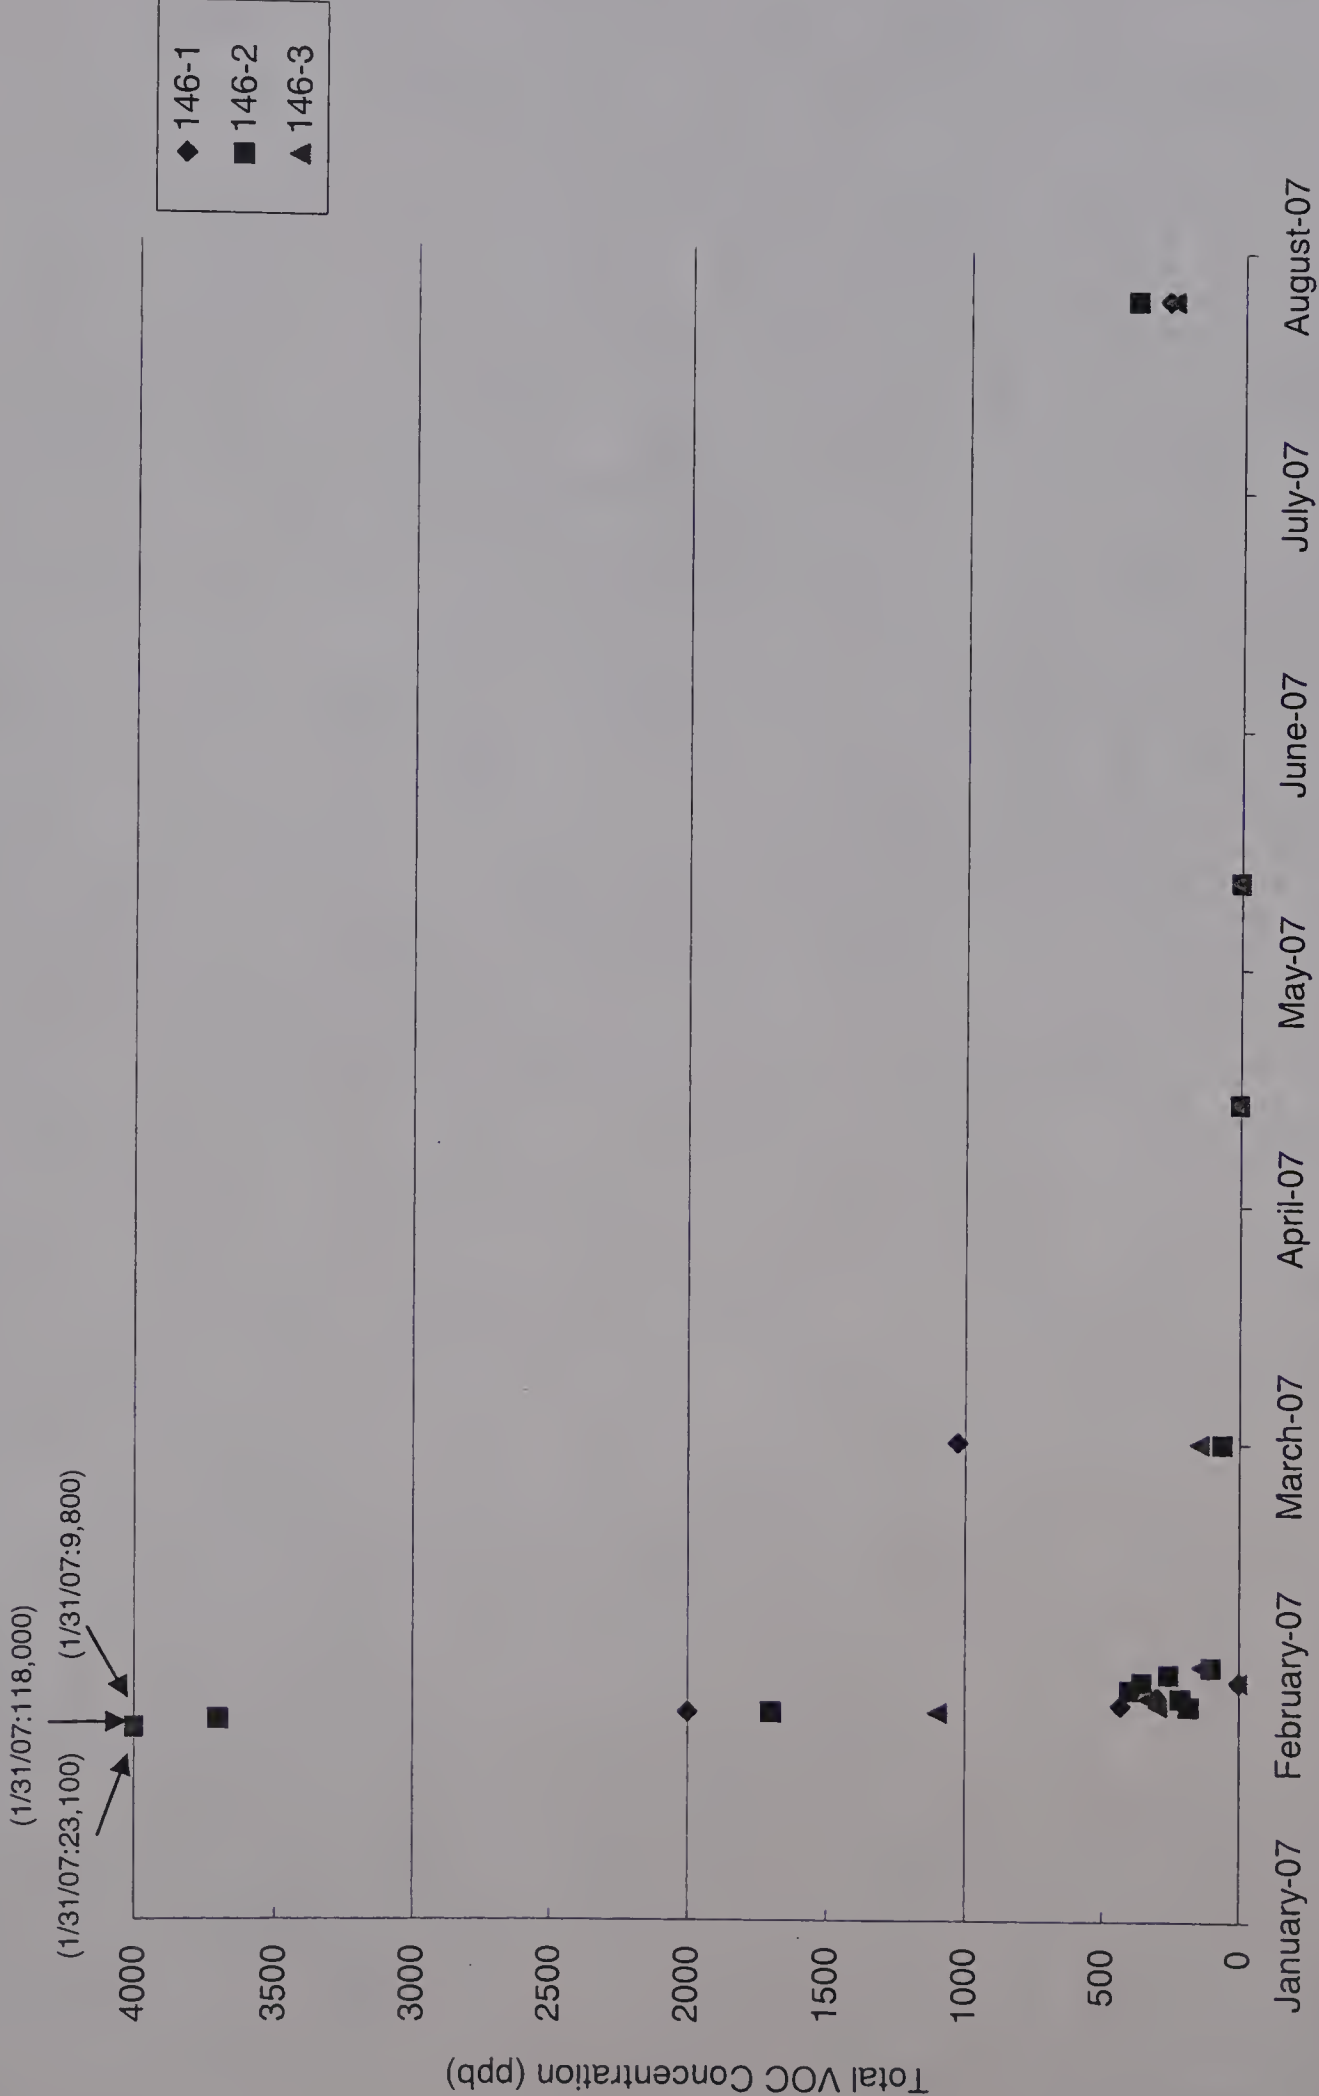 (1/31/07:118,000)
(1/31/07:23,100)
(1/31/07:9,800)
146-1
146-2
146-3
Total VOC Concentration (ppb)
4000
3500
3000
2500
2000
1500
1000
500
0
January-07
February-07
March-07
April-07
May-07
June-07
July-07
August-07